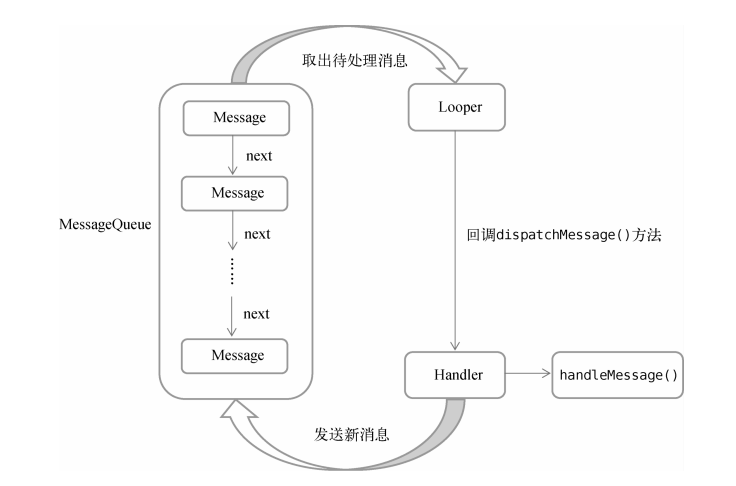 取出待处理消息
Message
Looper
next
Message
MessageQueue
next
回调dispatchMessage()方法
......
next
Message
Handler
handleMessage()
发送新消息